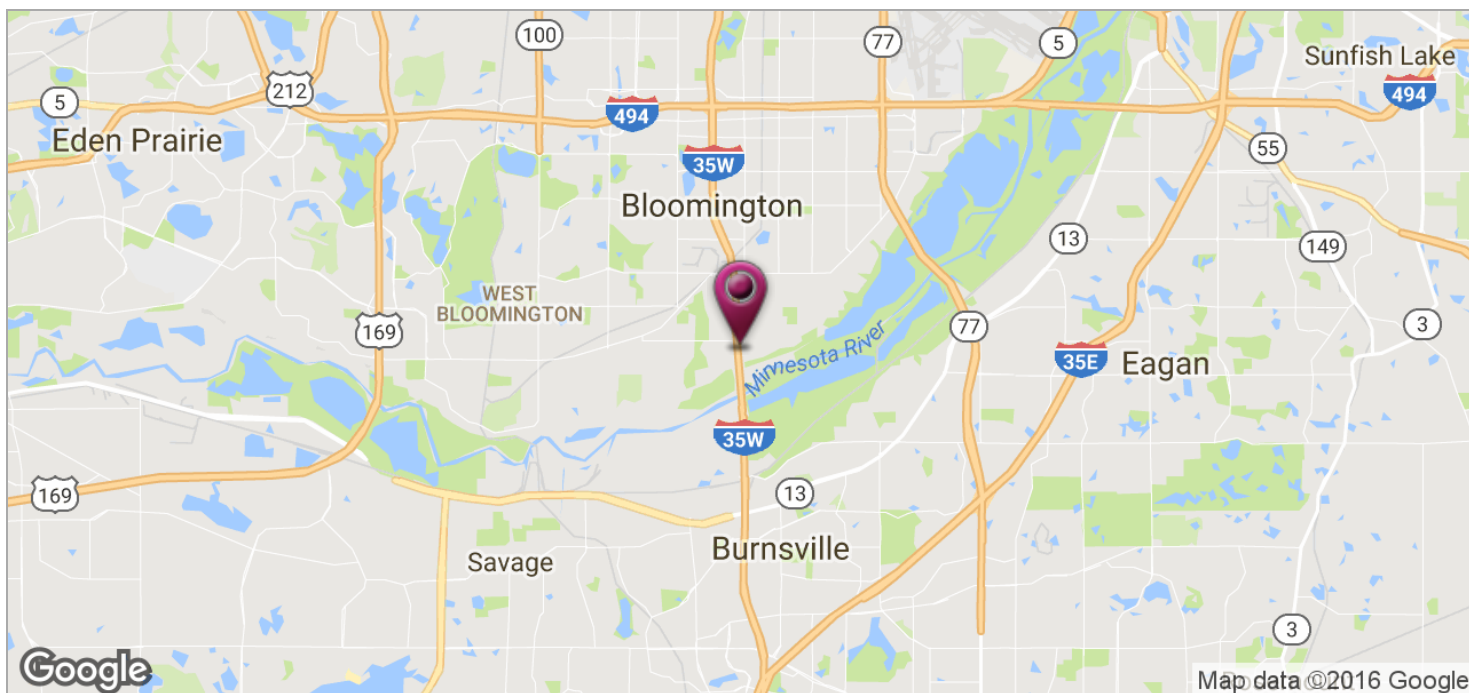 100
77
5
Sunfish Lake
212
494
5
494
Eden Prairie
35W
55
Bloomington
13
149
WEST
BLOOMINGTON
169
77
3
Minnesota River
35E
Eagan
35W
169
13
Burnsville
Savage
3
Google
Map data ©2016 Google